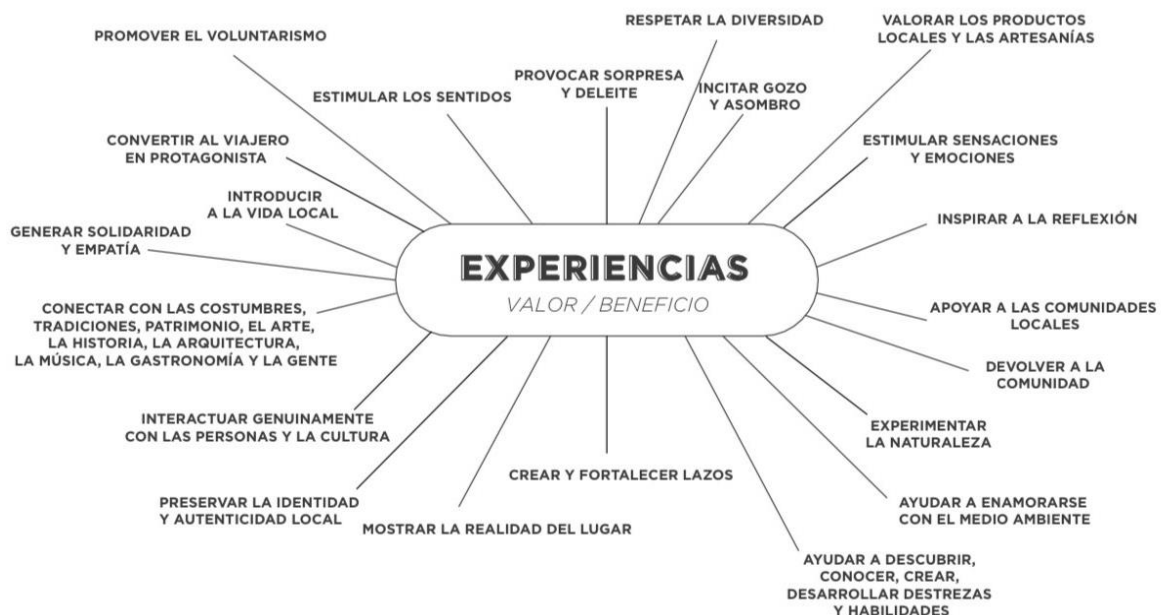 PROMOVER EL VOLUNTARISMO
RESPETAR LA DIVERSIDAD
VALORAR LOS PRODUCTOS
LOCALES Y LAS ARTESANÍAS
ESTIMULAR LOS SENTIDOS
PROVOCAR SORPRESA
Y DELEITE
INCITAR GOZO
Y ASOMBRO
CONVERTIR AL VIAJERO
EN PROTAGONISTA
ESTIMULAR SENSACIONES
Y EMOCIONES
INTRODUCIR
A LA VIDA LOCAL
GENERAR SOLIDARIDAD
Y EMPATÍA
INSPIRAR A LA REFLEXIÓN
EXPERIENCIAS
VALOR / BENEFICIO
CONECTAR CON LAS COSTUMBRES,
TRADICIONES, PATRIMONIO, EL ARTE,
LA HISTORIA, LA ARQUITECTURA,
LA MÚSICA, LA GASTRONOMÍA Y LA GENTE
APOYAR A LAS COMUNIDADES
LOCALES
DEVOLVER A LA
COMUNIDAD
INTERACTUAR GENUINAMENTE
CON LAS PERSONAS Y LA CULTURA
EXPERIMENTAR
LA NATURALEZA
CREAR Y FORTALECER LAZOS
PRESERVAR LA IDENTIDAD
Y AUTENTICIDAD LOCAL
MOSTRAR LA REALIDAD DEL LUGAR
AYUDAR A ENAMORARSE
CON EL MEDIO AMBIENTE
AYUDAR A DESCUBRIR,
CONOCER, CREAR,
DESARROLLAR DESTREZAS
Y HABILIDADES